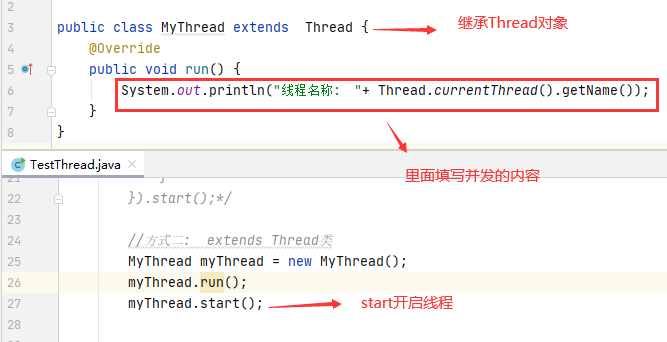 2
3 public class MyThread extends  Thread { 继承Thread对象
4 @Override
5 public void run() {
6 System.out.println("线程名称： "+ Thread.currentThread().getName());
7 }
8 }
TestThread.java ×
里面填写并发的内容
21 }
22 }).start();*/
23
24 //方式二： extends Thread类
25 MyThread myThread = new MyThread();
26 myThread.run();
27 myThread.start(); start开启线程
28